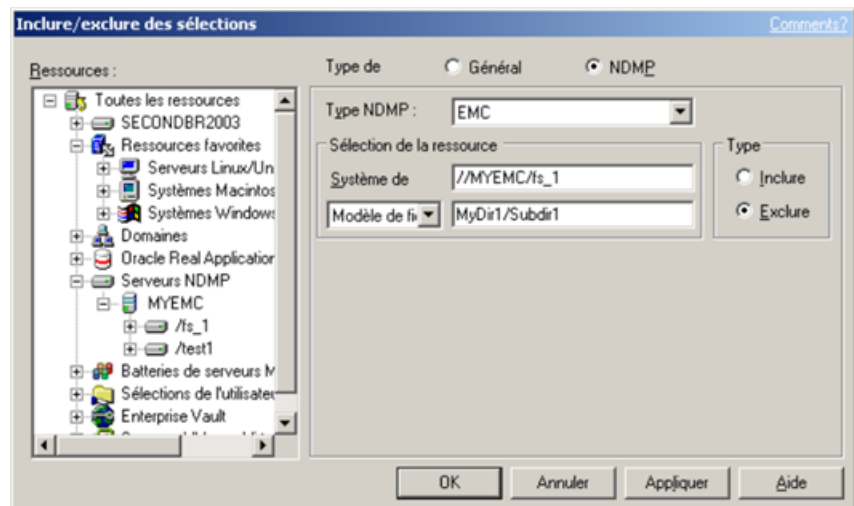 Inclure/exclure des sélections Comments?
Ressources :
Type de Général NDMP
Toutes les ressources
SECONDBR2003
Ressources favorites
Serveurs Linux/Un
Systèmes Macintos
Systèmes Windows
Domaines
Oracle Real Application
Serveurs NDMP
MYEMC
/fs_1
/test1
Batteries de serveurs M
Sélections de l'utilisateu
Enterprise Vault
Type NDMP : EMC
Sélection de la ressource
Système de //MYEMC/fs_1
Modèle de fi MyDir1/Subdir1
Type
Inclure
Exclure
OK Annuler Appliquer Aide